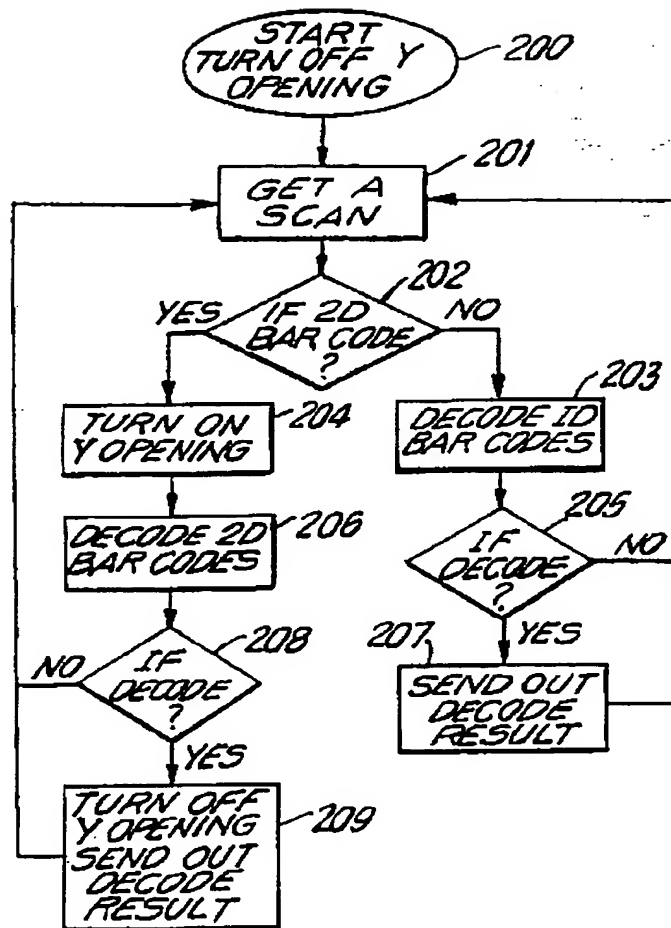 START
TURN OFF Y
OPENING
200
201
GET A
SCAN
202
YES
IF 2D
BAR CODE
?
NO
203
204
TURN ON
Y OPENING
DECODE 1D
BAR CODES
205
206
DECODE 2D
BAR CODES
IF
DECODE
?
NO
208
NO
IF
DECODE
?
YES
207
YES
SEND OUT
DECODE
RESULT
TURN OFF
Y OPENING
SEND OUT
DECODE
RESULT
209